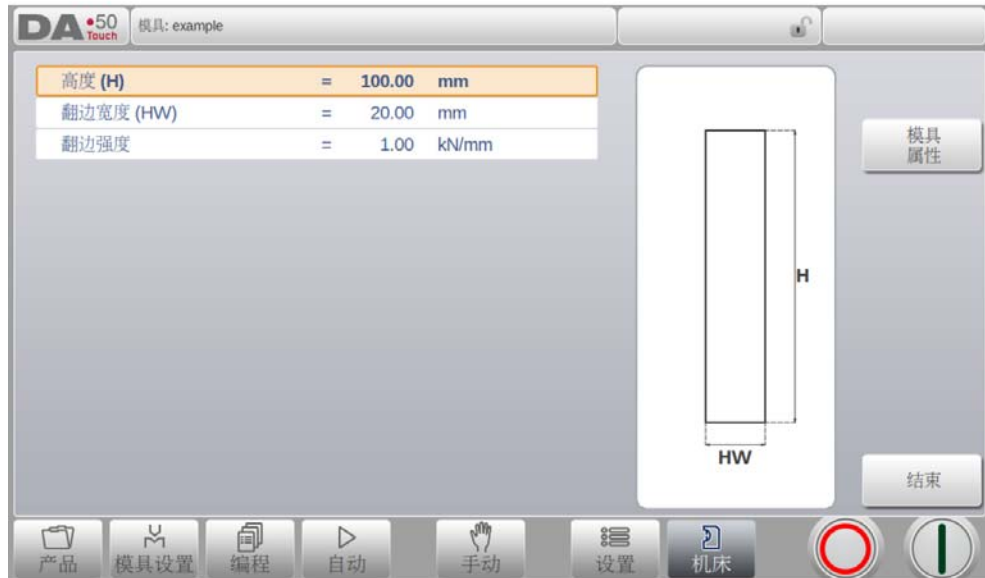 DA•50 Touch 模具: example
高度 (H) = 100.00 mm
翻边宽度 (HW) = 20.00 mm
翻边强度 = 1.00 kN/mm
模具
属性
H
HW
结束
产品 模具设置 编程 自动 手动 设置 机床